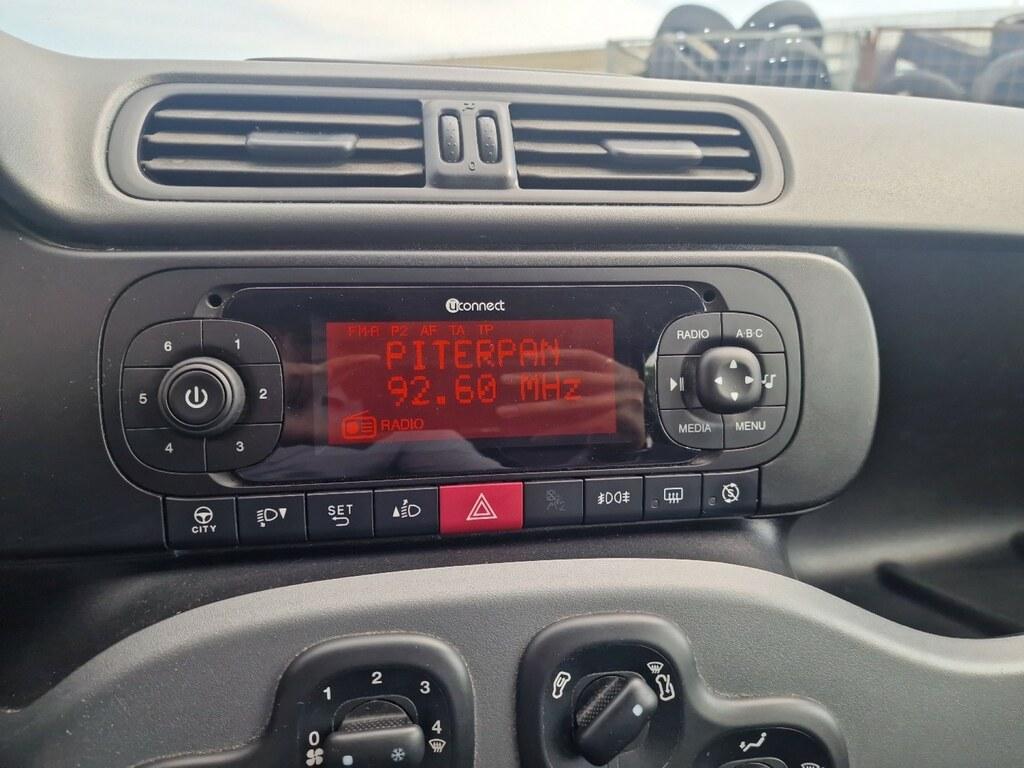 uconnect
FM-A P2 AF TA TP
PITERPAN
92.60 MHz
RADIO
6 1
5 2
4 3
RADIO A·B·C
MEDIA MENU
CITY
SET
0 1 2 3 4